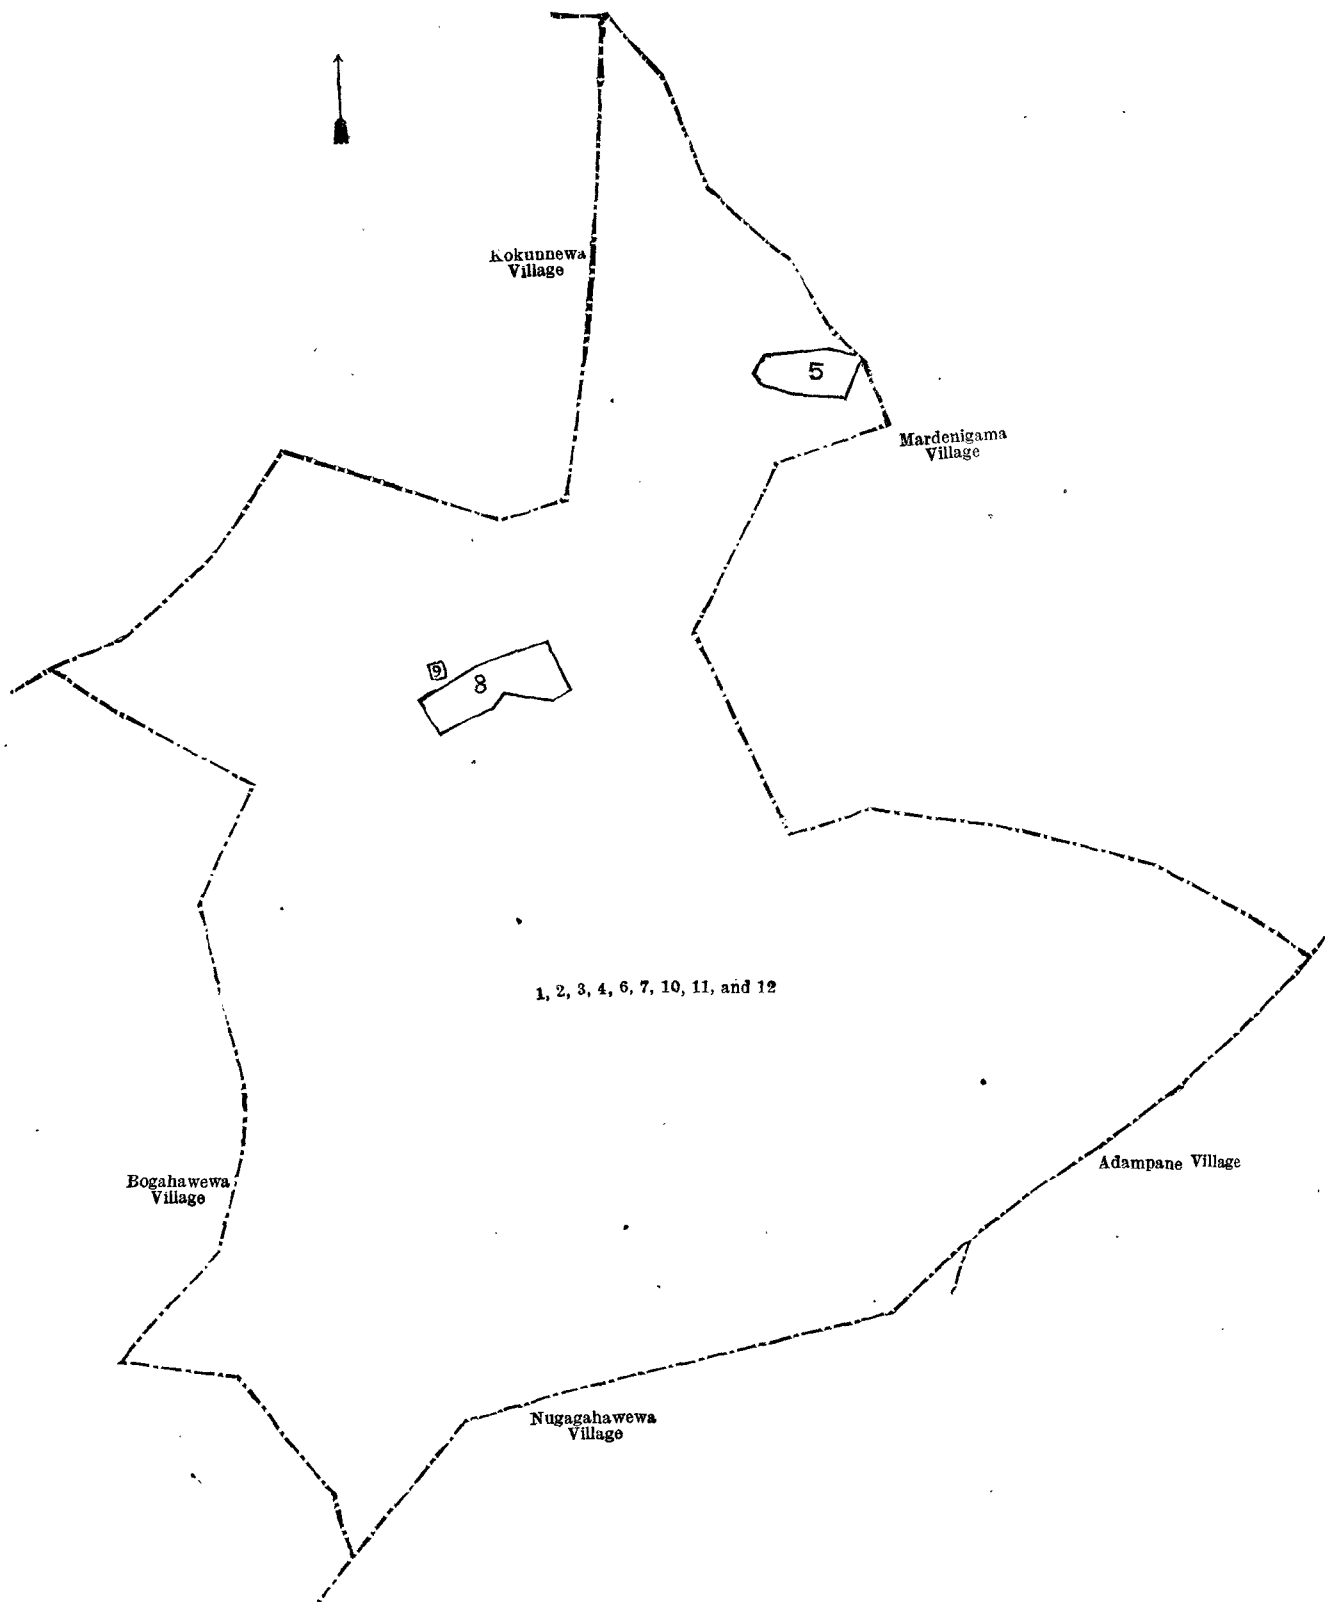 Kokunnewa
Village
5
Mardenigama
Village
9
8
1, 2, 3, 4, 6, 7, 10, 11, and 12
Adampane Village
Bogahawewa
Village
Nugagahawewa
Village